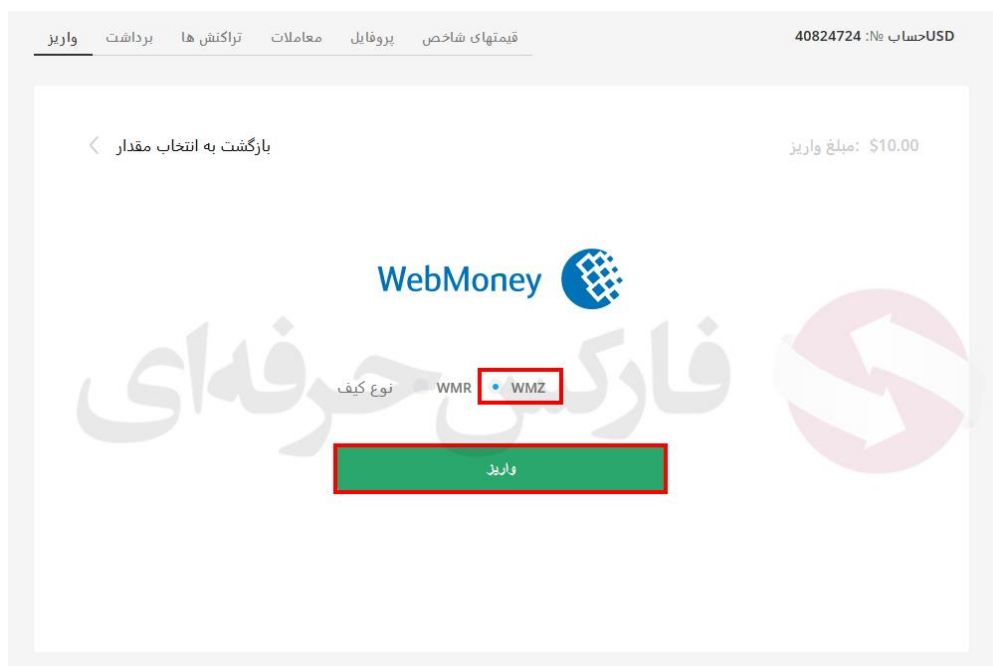 قیمتهای شاخص پروفایل معاملات تراکنش ها برداشت واریز
USDحساب №: 40824724
بازگشت به انتخاب مقدار
$10.00 :مبلغ واریز
WebMoney
فارکس حرفه‌ای
نوع کیف WMR WMZ
واریز